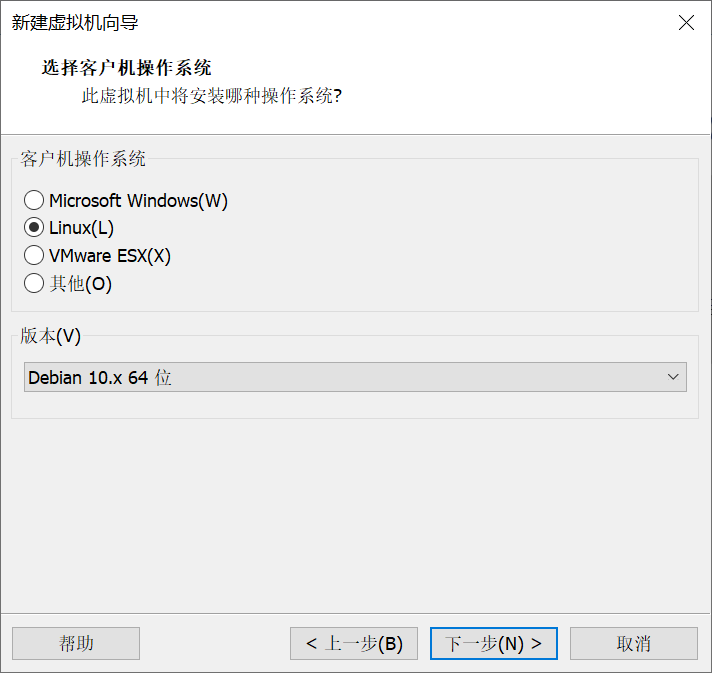 新建虚拟机向导
选择客户机操作系统
此虚拟机中将安装哪种操作系统?
客户机操作系统
Microsoft Windows(W)
Linux(L)
VMware ESX(X)
其他(O)
版本(V)
Debian 10.x 64 位
帮助
< 上一步(B)
下一步(N) >
取消